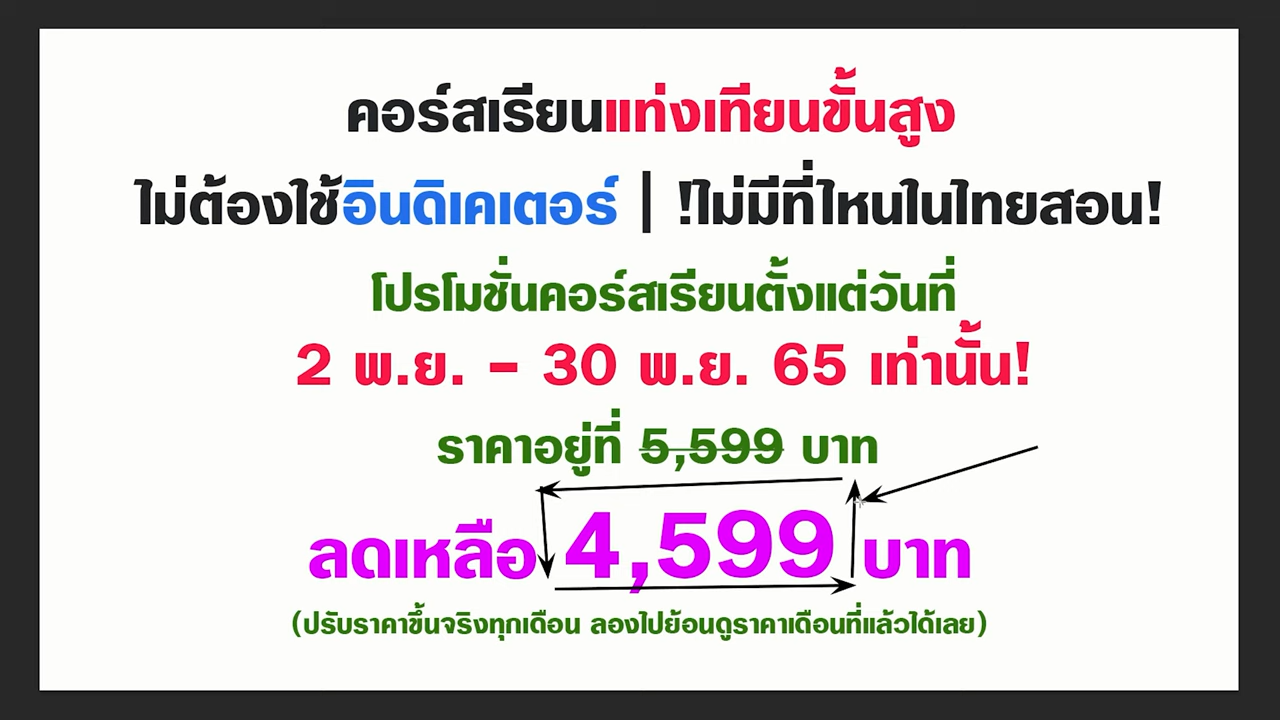 คอร์สเรียนแท่งเทียนขั้นสูง
ไม่ต้องใช้อินดิเคเตอร์ | !ไม่มีที่ไหนในไทยสอน!
โปรโมชั่นคอร์สเรียนตั้งแต่วันที่
2 พ.ย. - 30 พ.ย. 65 เท่านั้น!
ราคาอยู่ที่ 5,599 บาท
ลดเหลือ 4,599 บาท
(ปรับราคาขึ้นจริงทุกเดือน ลองไปย้อนดูราคาเดือนที่แล้วได้เลย)